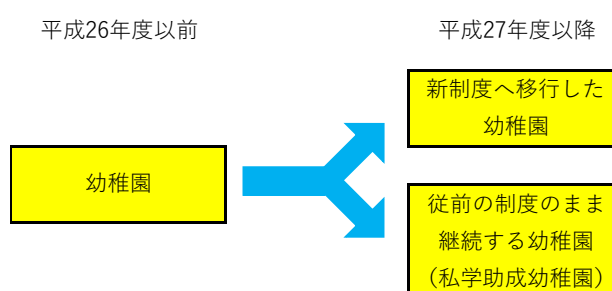 平成26年度以前
平成27年度以降
新制度へ移行した
幼稚園
幼稚園
従前の制度のまま
継続する幼稚園
（私学助成幼稚園）